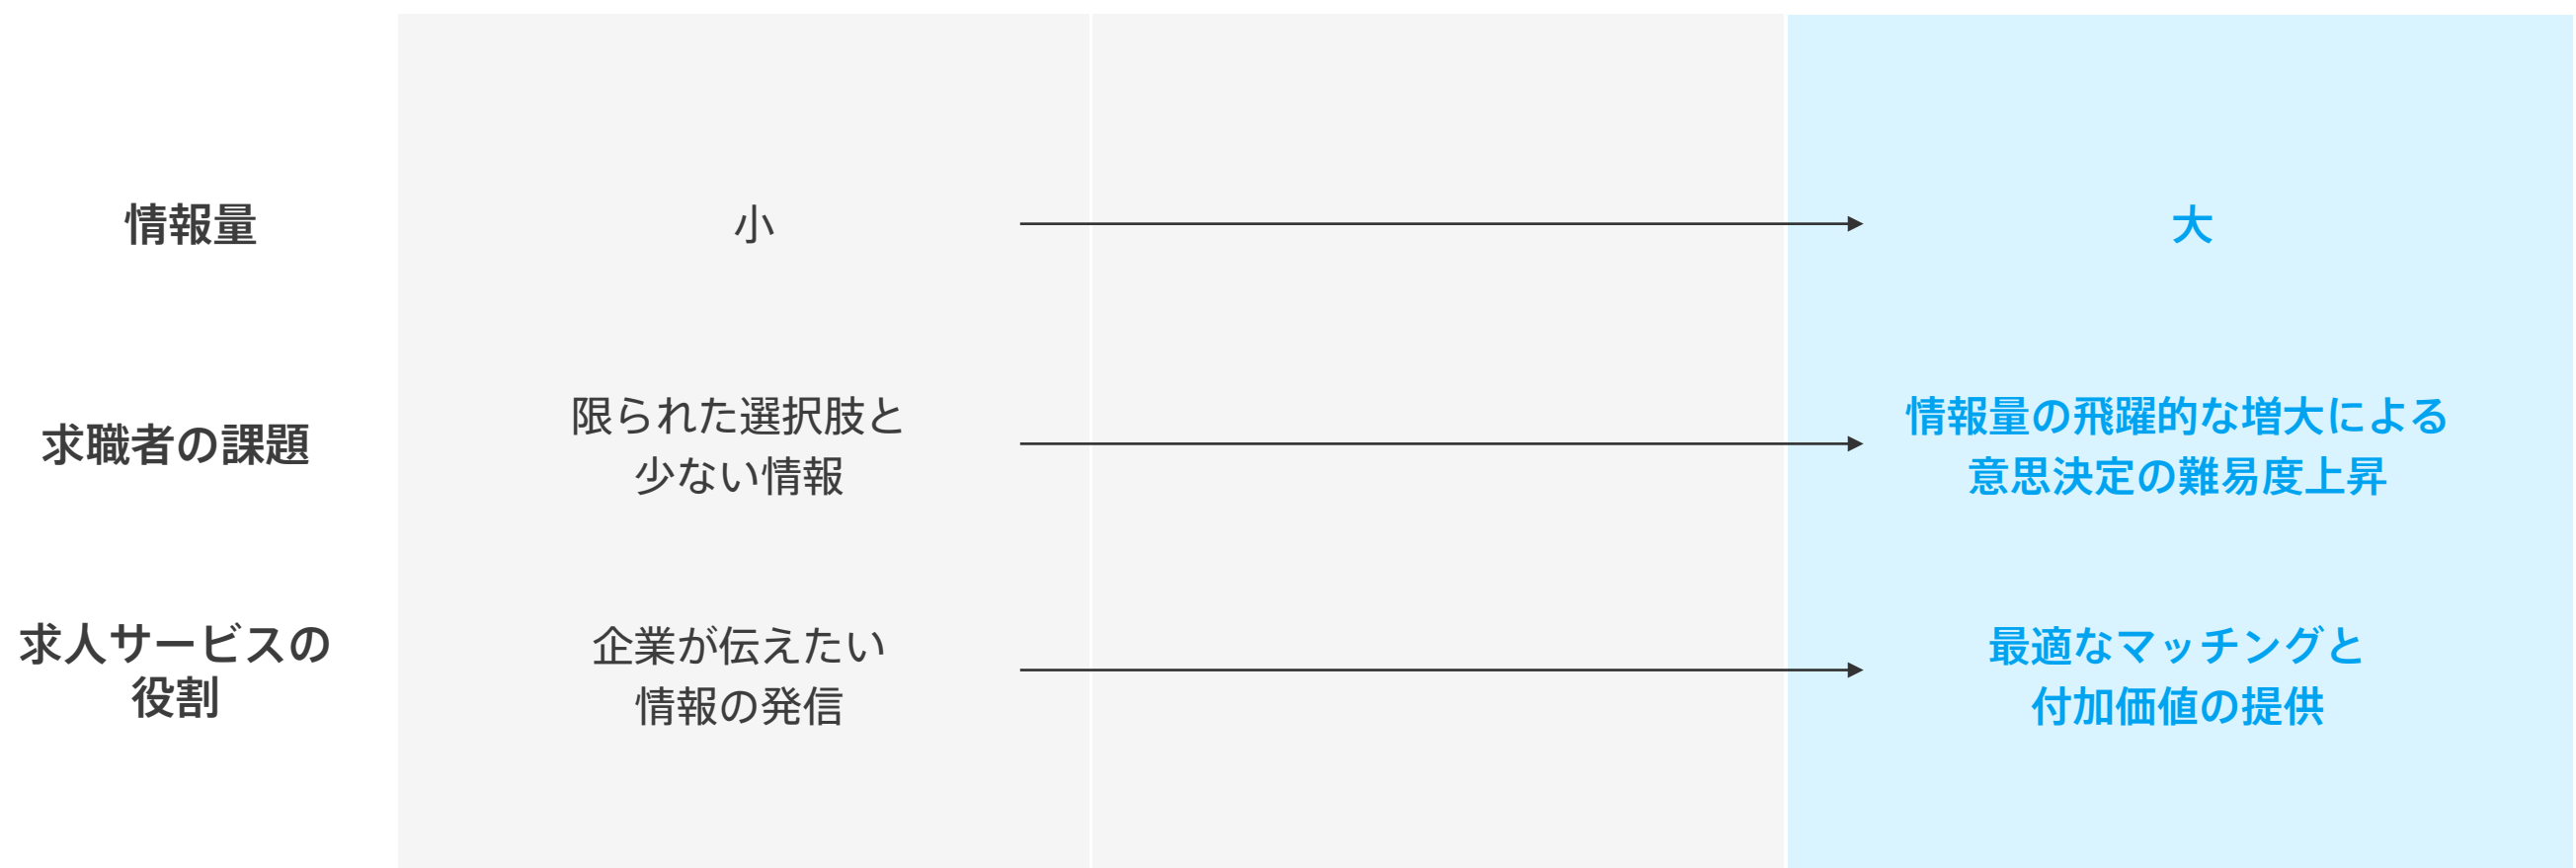 情報量
小
大
求職者の課題
限られた選択肢と
少ない情報
情報量の飛躍的な増大による
意思決定の難易度上昇
求人サービスの
役割
企業が伝えたい
情報の発信
最適なマッチングと
付加価値の提供